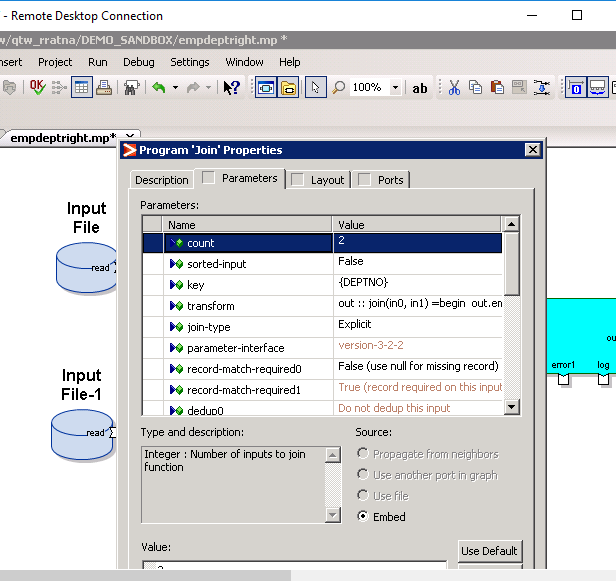 - Remote Desktop Connection
w/qtw_rratna/DEMO_SANDBOX/empdeptright.mp *
nsert Project Run Debug Settings Window Help
OK 100% ab
empdeptright.mp*
Program 'Join' Properties
Description Parameters Layout Ports
Input
File
read
Parameters:
Name Value
count 2
sorted-input False
key {DEPTNO}
transform out :: join(in0, in1) =begin out.em
join-type Explicit
parameter-interface version-3-2-2
record-match-required0 False (use null for missing record)
record-match-required1 True (record required on this input
dedup0 Do not dedup this input
ou
error1 log
Input
File-1
read
Type and description:
Integer : Number of inputs to join
function
Source:
Propagate from neighbors
Use another port in graph
Use file
Embed
Value:
Use Default